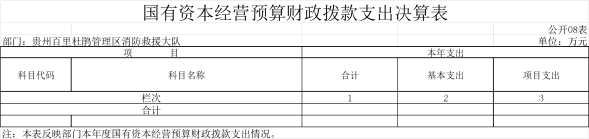 国有资本经营预算财政拨款支出决算表
公开08表
部门：贵州百里杜鹃管理区消防救援大队 单位：万元
项 目 本年支出
科目代码 科目名称 合计 基本支出 项目支出
栏次 1 2 3
合计
注：本表反映部门本年度国有资本经营预算财政拨款支出情况。